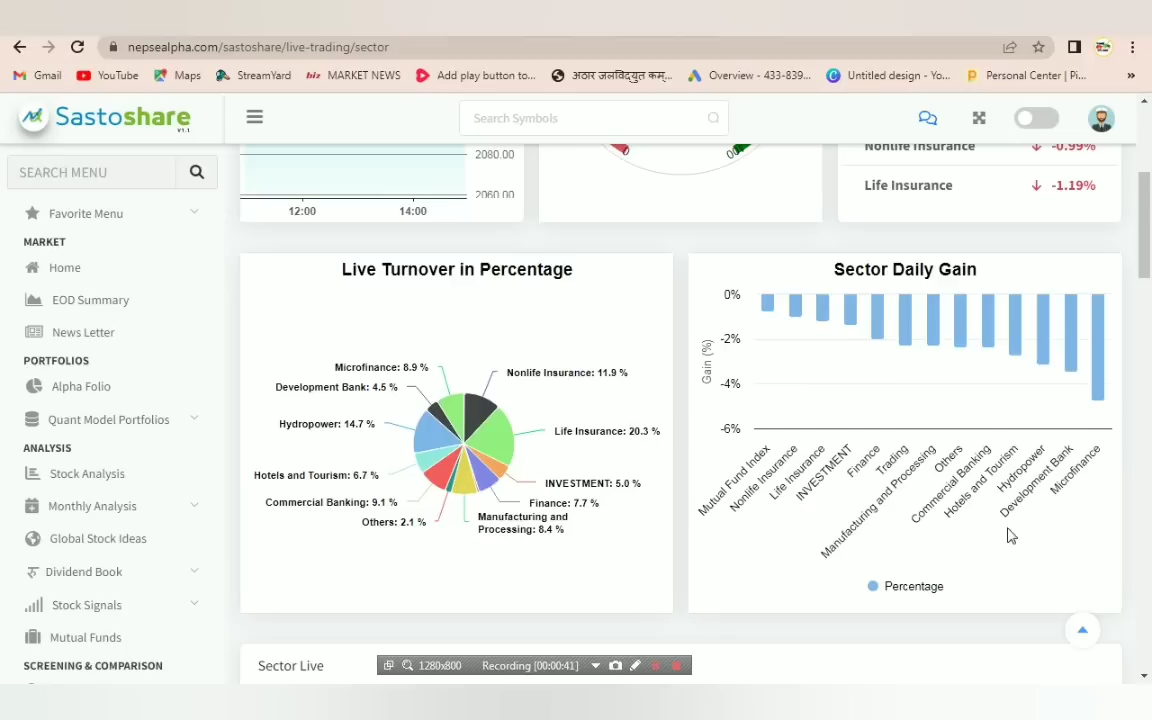 nepsealpha.com/sastoshare/live-trading/sector
Gmail
YouTube
Maps
StreamYard
biz MARKET NEWS
Add play button to...
अठार जलविद्युत कम्...
Overview - 433-839...
Untitled design - Yo...
Personal Center | Pi...
»
Sastoshare
V1.1
Search Symbols
SEARCH MENU
Favorite Menu
MARKET
Home
EOD Summary
News Letter
PORTFOLIOS
Alpha Folio
Quant Model Portfolios
ANALYSIS
Stock Analysis
Monthly Analysis
Global Stock Ideas
Dividend Book
Stock Signals
Mutual Funds
SCREENING & COMPARISON
2080.00
2060.00
12:00
14:00
Nonlife Insurance -0.99%
Life Insurance -1.19%
Live Turnover in Percentage
Microfinance: 8.9 %
Nonlife Insurance: 11.9 %
Development Bank: 4.5 %
Hydropower: 14.7 %
Life Insurance: 20.3 %
Hotels and Tourism: 6.7 %
INVESTMENT: 5.0 %
Commercial Banking: 9.1 %
Finance: 7.7 %
Others: 2.1 %
Manufacturing and
Processing: 8.4 %
Sector Daily Gain
Gain (%)
0%
-2%
-4%
-6%
Mutual Fund Index
Nonlife Insurance
Life Insurance
INVESTMENT
Finance
Trading
Manufacturing and Processing
Others
Commercial Banking
Hotels and Tourism
Hydropower
Development Bank
Microfinance
Percentage
Sector Live
1280x800
Recording [00:00:41]